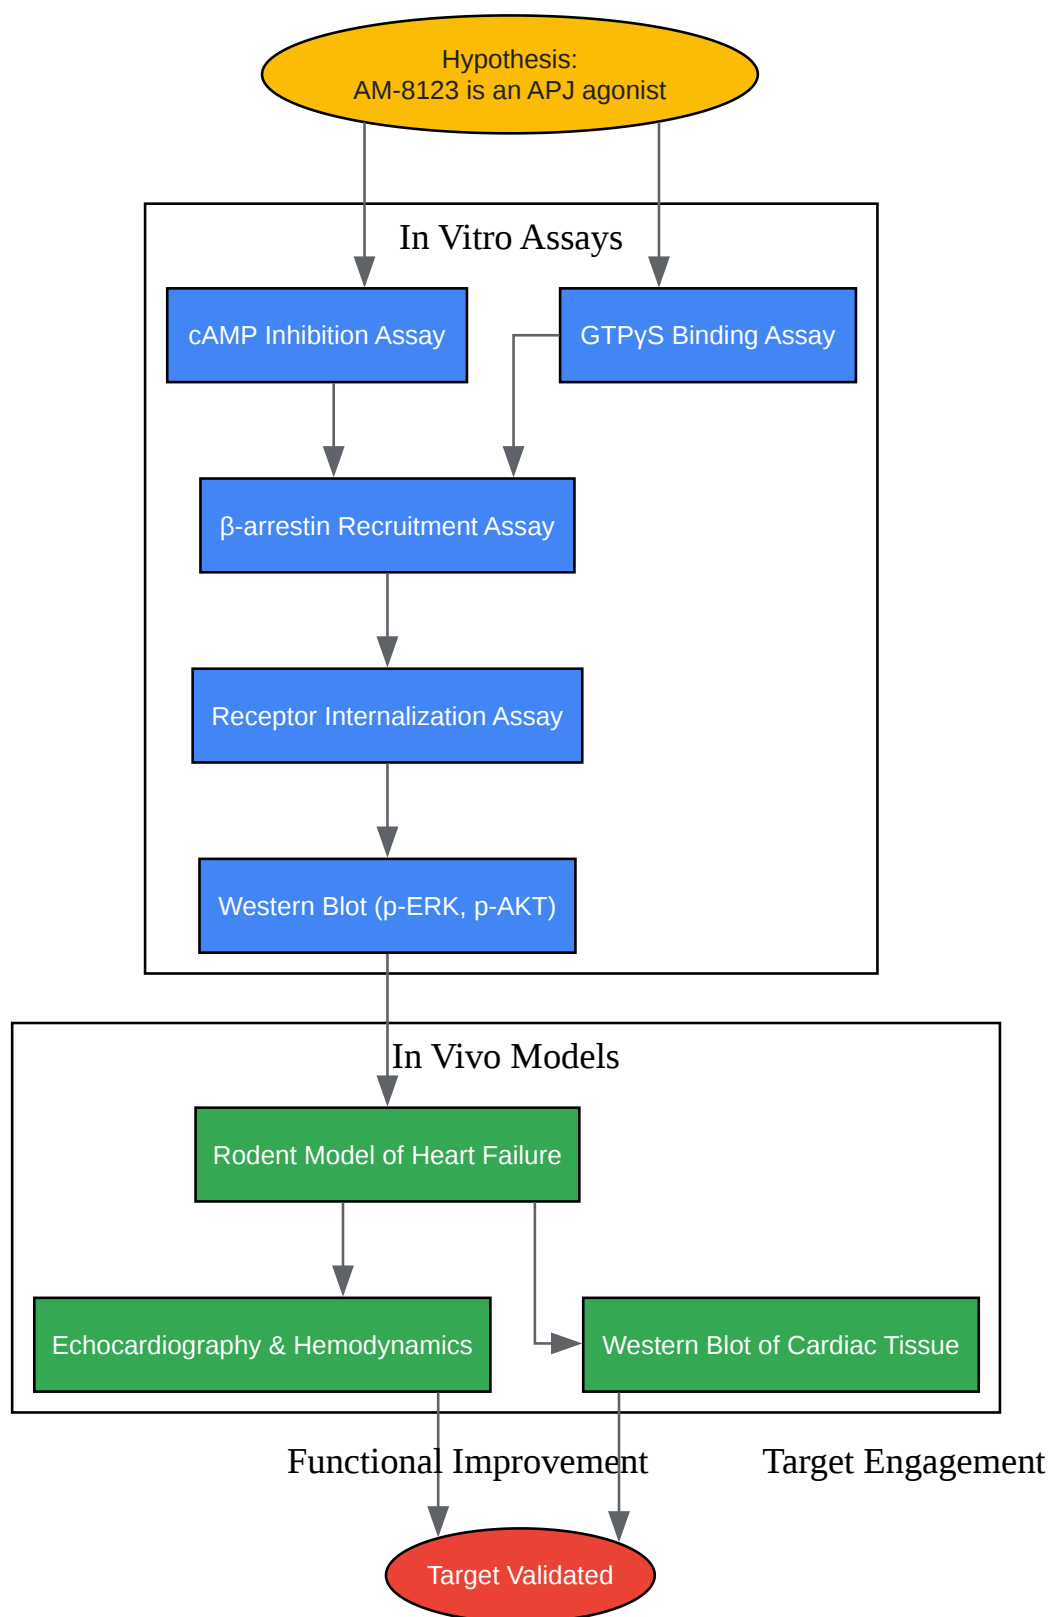 Hypothesis:
AM-8123 is an APJ agonist
In Vitro Assays
cAMP Inhibition Assay
GTPγS Binding Assay
β-arrestin Recruitment Assay
Receptor Internalization Assay
Western Blot (p-ERK, p-AKT)
In Vivo Models
Rodent Model of Heart Failure
Echocardiography & Hemodynamics
Western Blot of Cardiac Tissue
Functional Improvement
Target Engagement
Target Validated